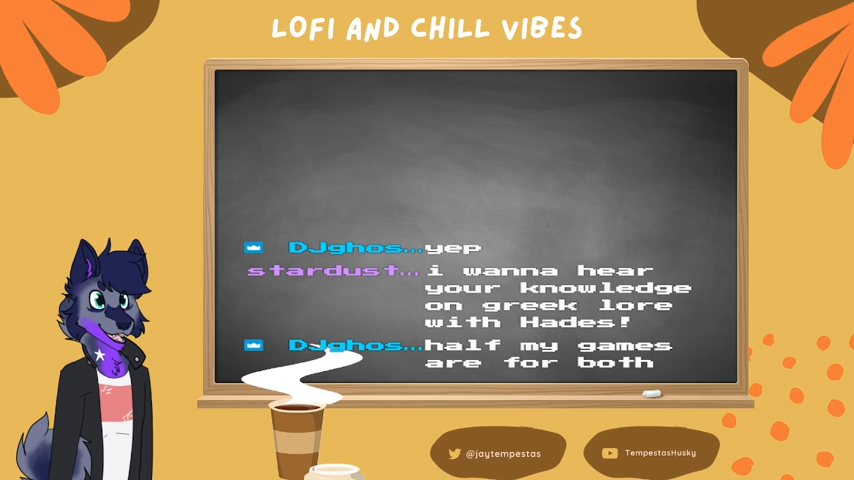 LOFI AND CHILL VIBES
DJghos... yep
stardust... i wanna hear
your knowledge
on greek lore
with Hades!
DJghos... half my games
are for both
@jaytempestas
TempestasHusky